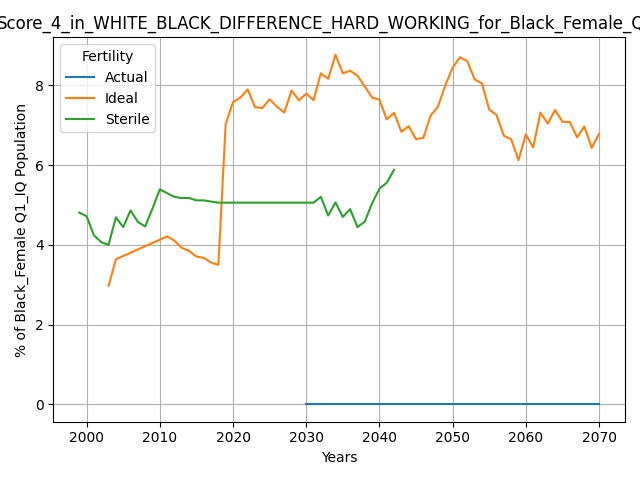 Score_4_in_WHITE_BLACK_DIFFERENCE_HARD_WORKING_for_Black_Female_Q
Fertility
Actual
Ideal
Sterile
% of Black_Female Q1_IQ Population
8
6
4
2
0
2000 2010 2020 2030 2040 2050 2060 2070
Years